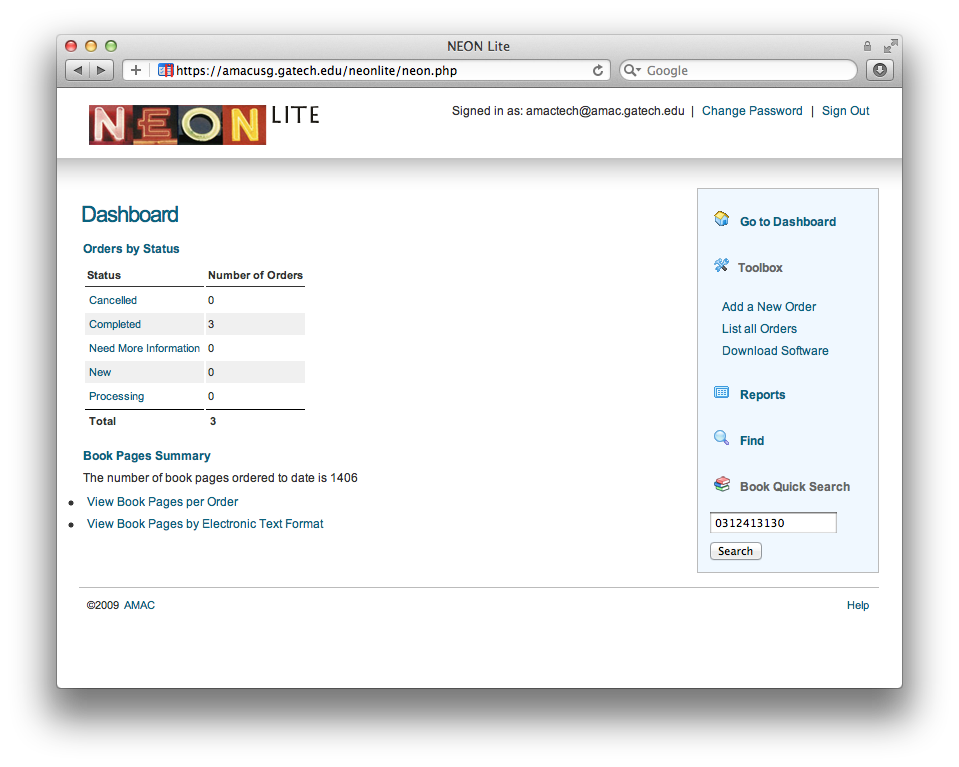 NEON Lite
https://amacusg.gatech.edu/neonlite/neon.php
Google
NEON LITE
Signed in as: amactech@amac.gatech.edu | Change Password | Sign Out
Dashboard
Orders by Status
Status Number of Orders
Cancelled 0
Completed 3
Need More Information 0
New 0
Processing 0
Total 3
Book Pages Summary
The number of book pages ordered to date is 1406
View Book Pages per Order
View Book Pages by Electronic Text Format
Go to Dashboard
Toolbox
Add a New Order
List all Orders
Download Software
Reports
Find
Book Quick Search
0312413130
Search
©2009 AMAC
Help